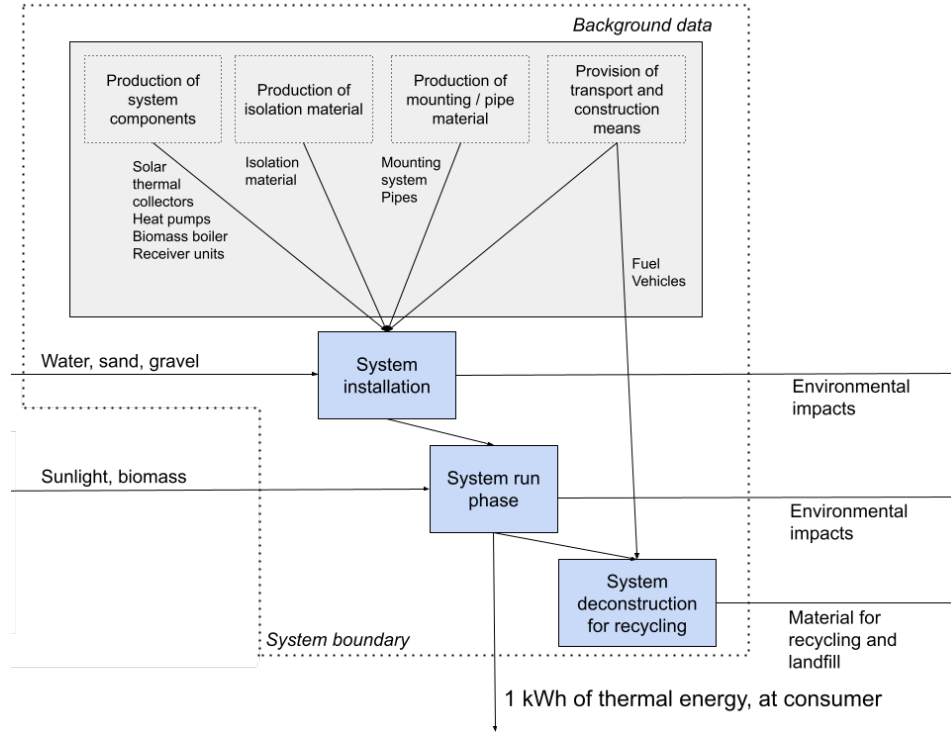 Background data
Production of
system
components
Production of
isolation material
Production of
mounting / pipe
material
Provision of
transport and
construction
means
Solar
thermal
collectors
Heat pumps
Biomass boiler
Receiver units
Isolation
material
Mounting
system
Pipes
Fuel
Vehicles
Water, sand, gravel
System
installation
Environmental
impacts
Sunlight, biomass
System run
phase
Environmental
impacts
System
deconstruction
for recycling
Material for
recycling and
landfill
System boundary
1 kWh of thermal energy, at consumer